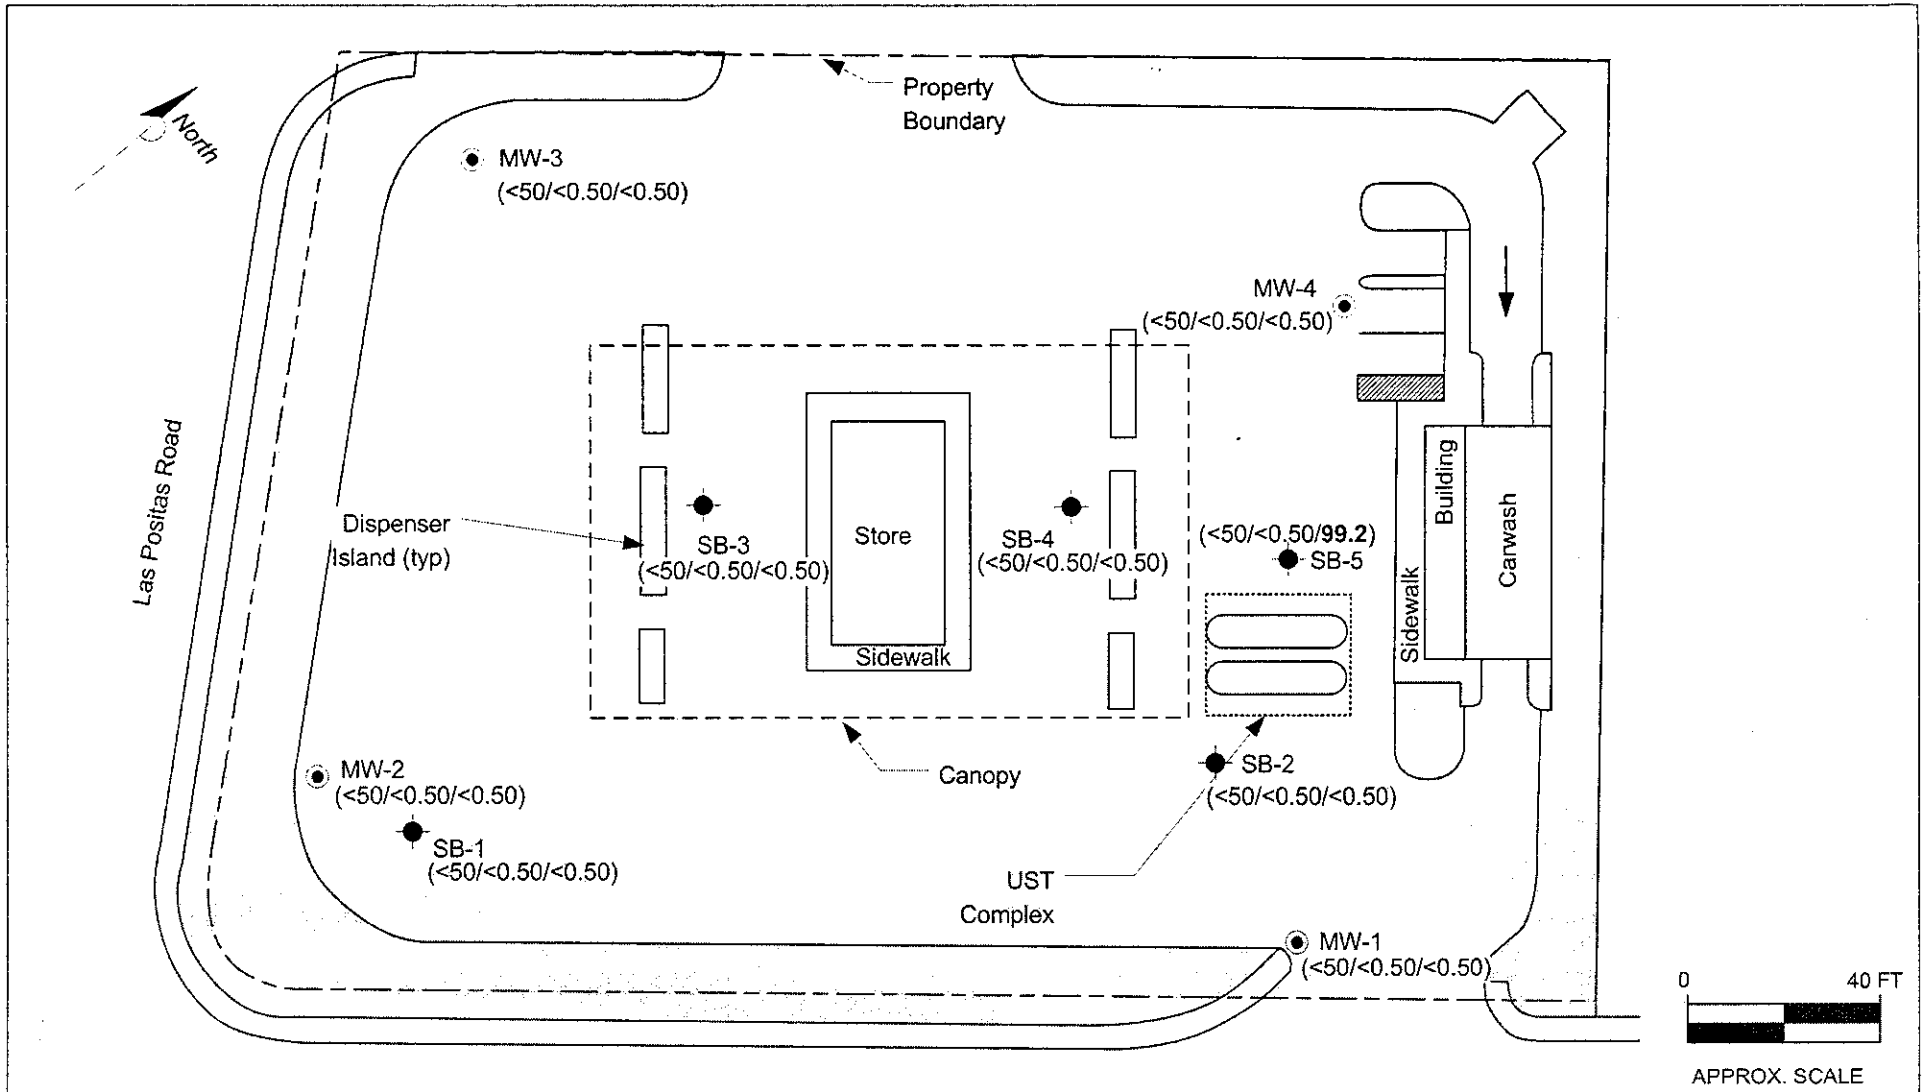 Property
Boundary
North
MW-3
(<50/<0.50/<0.50)
MW-4
(<50/<0.50/<0.50)
Las Positas Road
Dispenser
Island (typ)
SB-3
(<50/<0.50/<0.50)
Store
Sidewalk
SB-4
(<50/<0.50/<0.50)
(<50/<0.50/99.2)
SB-5
Sidewalk
Building
Carwash
MW-2
(<50/<0.50/<0.50)
SB-1
(<50/<0.50/<0.50)
Canopy
SB-2
(<50/<0.50/<0.50)
UST
Complex
MW-1
(<50/<0.50/<0.50)
0 40 FT
APPROX. SCALE